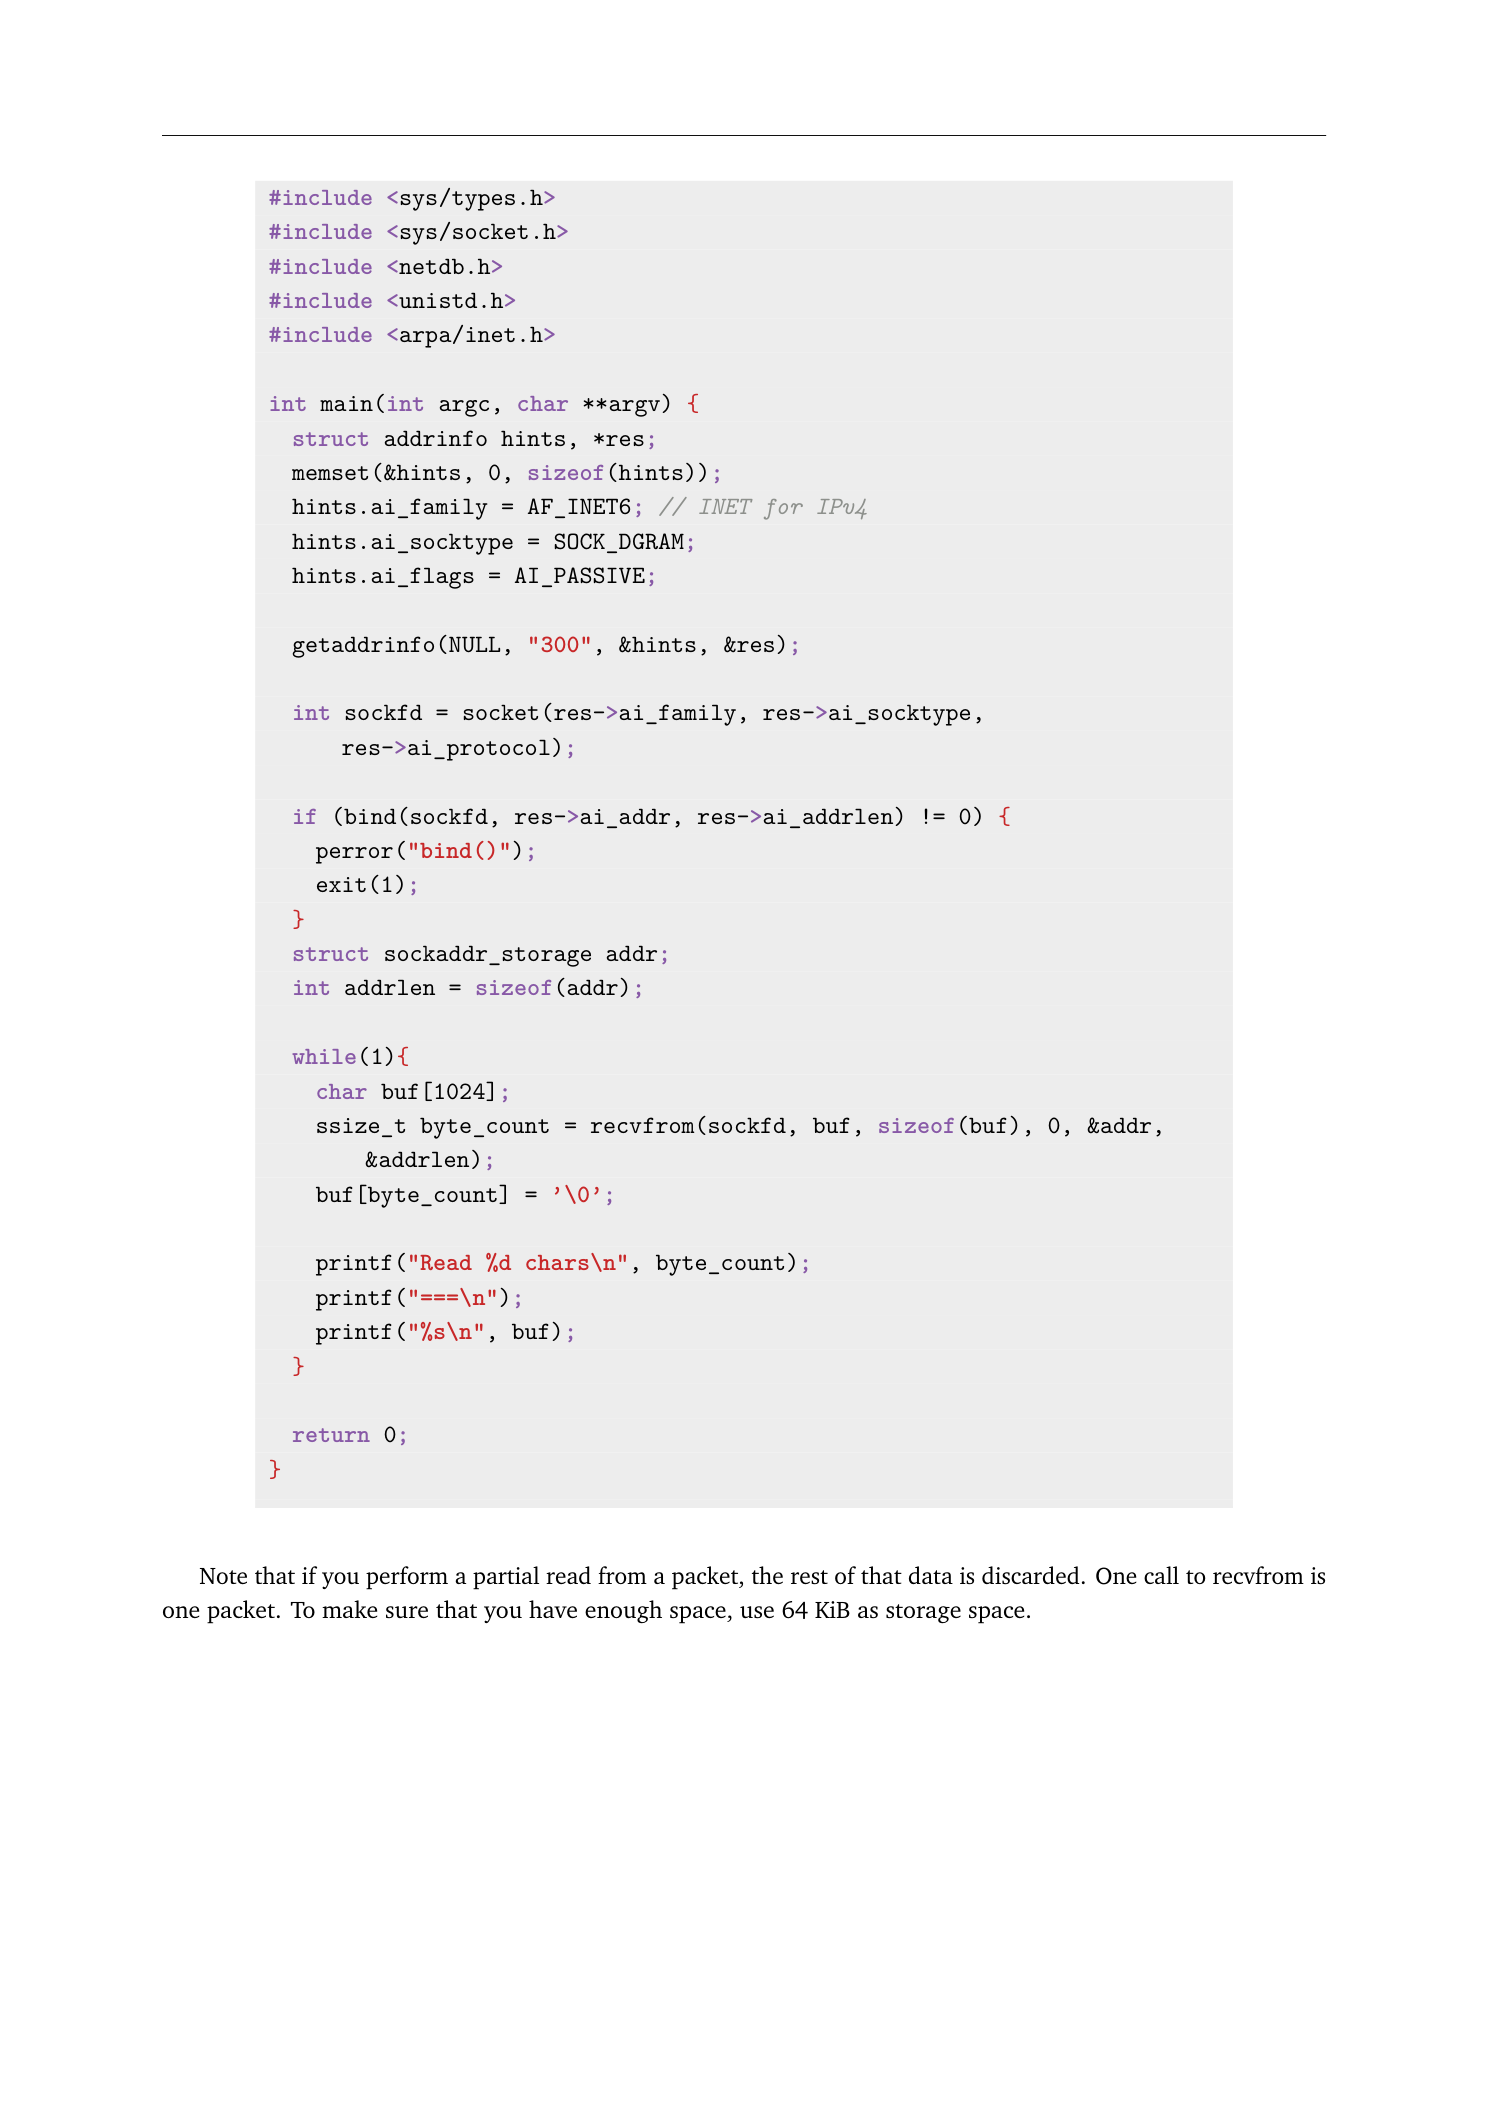 #include <sys/types.h>
#include <sys/socket.h>
#include <netdb.h>
#include <unistd.h>
#include <arpa/inet.h>
int main(int argc, char **argv) {
struct addrinfo hints, *res;
memset(&hints, 0, sizeof(hints));
hints.ai_family = AF_INET6; // INET for IPv4
hints.ai_socktype = SOCK_DGRAM;
hints.ai_flags = AI_PASSIVE;
getaddrinfo(NULL, "300", &hints, &res);
int sockfd = socket(res->ai_family, res->ai_socktype,
res->ai_protocol);
if (bind(sockfd, res->ai_addr, res->ai_addrlen) != 0) {
perror("bind()");
exit(1);
}
struct sockaddr_storage addr;
int addrlen = sizeof(addr);
while(1){
char buf[1024];
ssize_t byte_count = recvfrom(sockfd, buf, sizeof(buf), 0, &addr,
&addrlen);
buf[byte_count] = '\0';
printf("Read %d chars\n", byte_count);
printf("===\n");
printf("%s\n", buf);
}
return 0;
}
Note that if you perform a partial read from a packet, the rest of that data is discarded. One call to recvfrom is
one packet. To make sure that you have enough space, use 64 KiB as storage space.